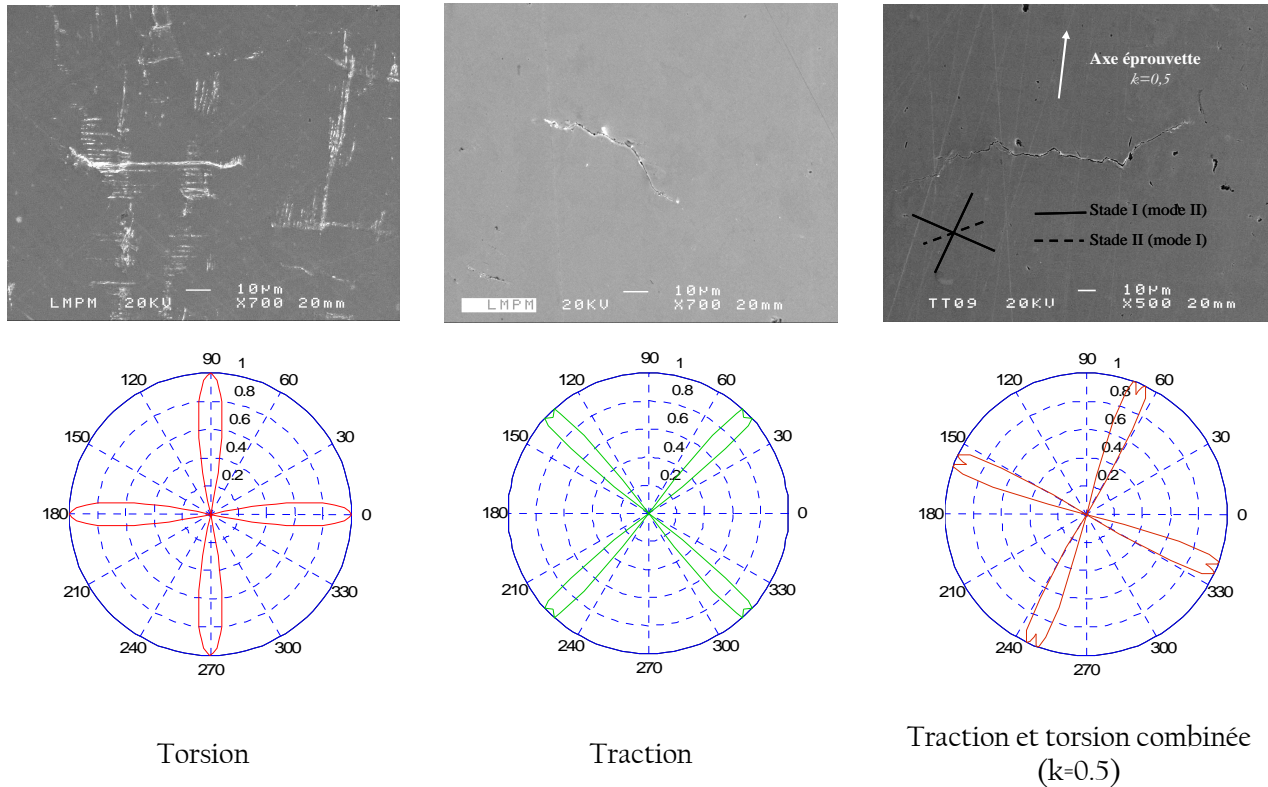 Axe éprouvette
k=0,5
Stade I (mode II)
Stade II (mode I)
10µm
LMPM 20KV X700 20mm
10µm
LMPM 20KV X700 20mm
10µm
TT09 20KV X500 20mm
90 1
120 60
0.8
0.6
150 30
0.4
0.2
180 0
210 330
240 300
270
90 1
120 60
0.8
0.6
150 30
0.4
0.2
180 0
210 330
240 300
270
90 1
120 60
0.8
0.6
150 30
0.4
0.2
180 0
210 330
240 300
270
Torsion
Traction
Traction et torsion combinée
(k=0.5)